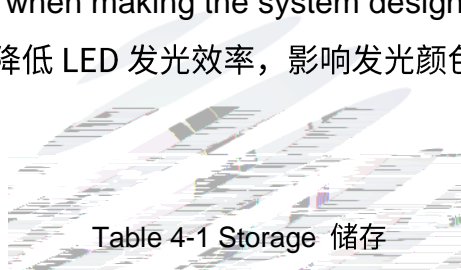 when making the system design
降低 LED 发光效率，影响发光颜色
Table 4-1 Storage 储存